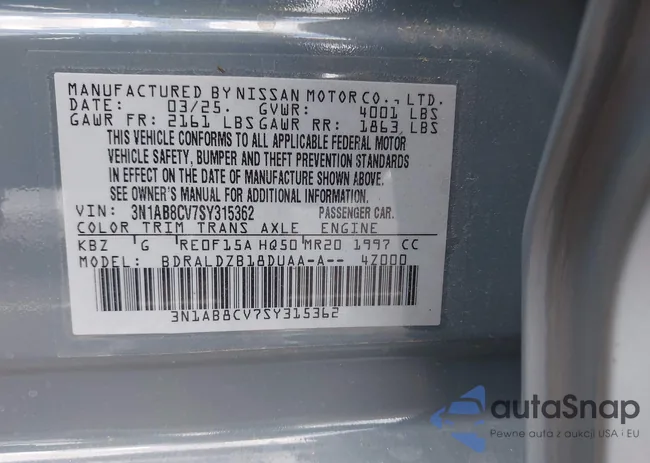 MANUFACTURED BY NISSAN MOTOR CO., LTD.
DATE: 03/25. GVWR: 4001 LBS
GAWR FR: 2161 LBS GAWR RR: 1863 LBS
THIS VEHICLE CONFORMS TO ALL APPLICABLE FEDERAL MOTOR
VEHICLE SAFETY, BUMPER AND THEFT PREVENTION STANDARDS
IN EFFECT ON THE DATE OF MANUFACTURE SHOWN ABOVE.
SEE OWNER'S MANUAL FOR ADDITIONAL INFORMATION.
VIN: 3N1AB8CV7SY315362 PASSENGER CAR.
COLOR TRIM TRANS AXLE ENGINE
KBZ 'G 'RE0F15A HQ50 MR20 1997 CC
MODEL: BDRALDZB18DUAA-A-- 4Z000
3N1AB8CV7SY315362
autaSnap
Pewne auta z aukcji USA i EU